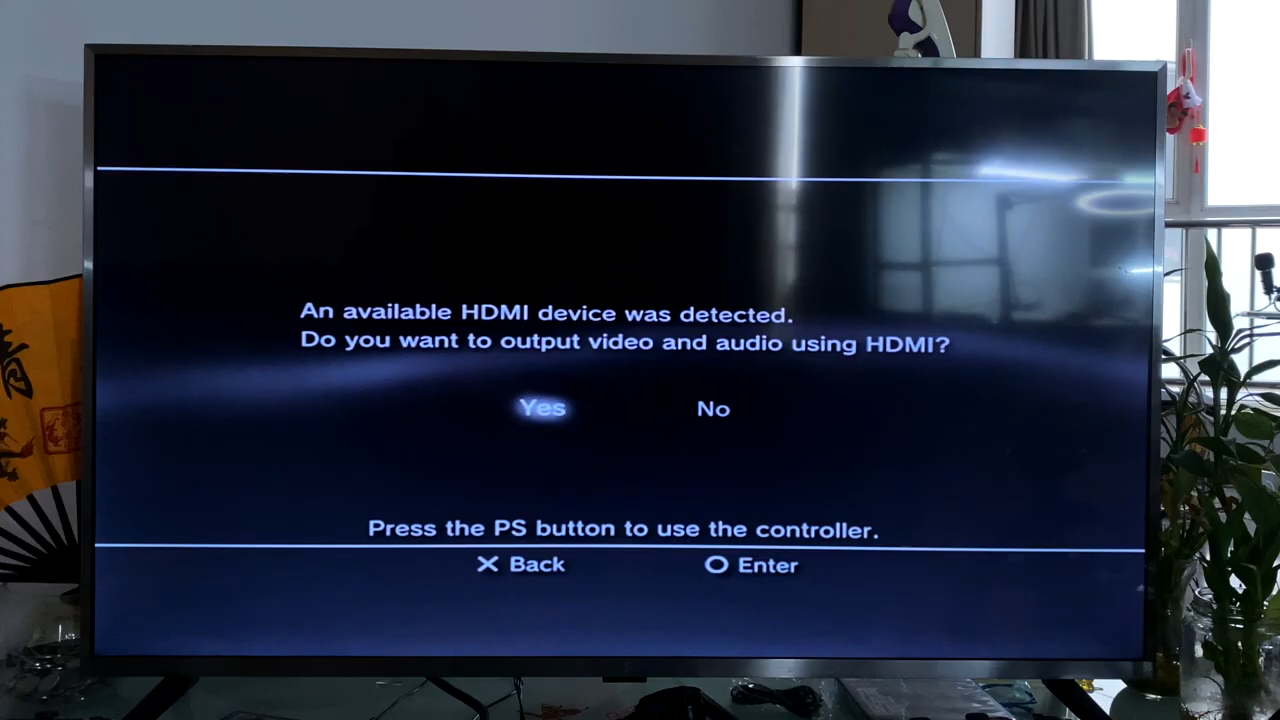 An available HDMI device was detected.
Do you want to output video and audio using HDMI?
Yes No
Press the PS button to use the controller.
X Back O Enter